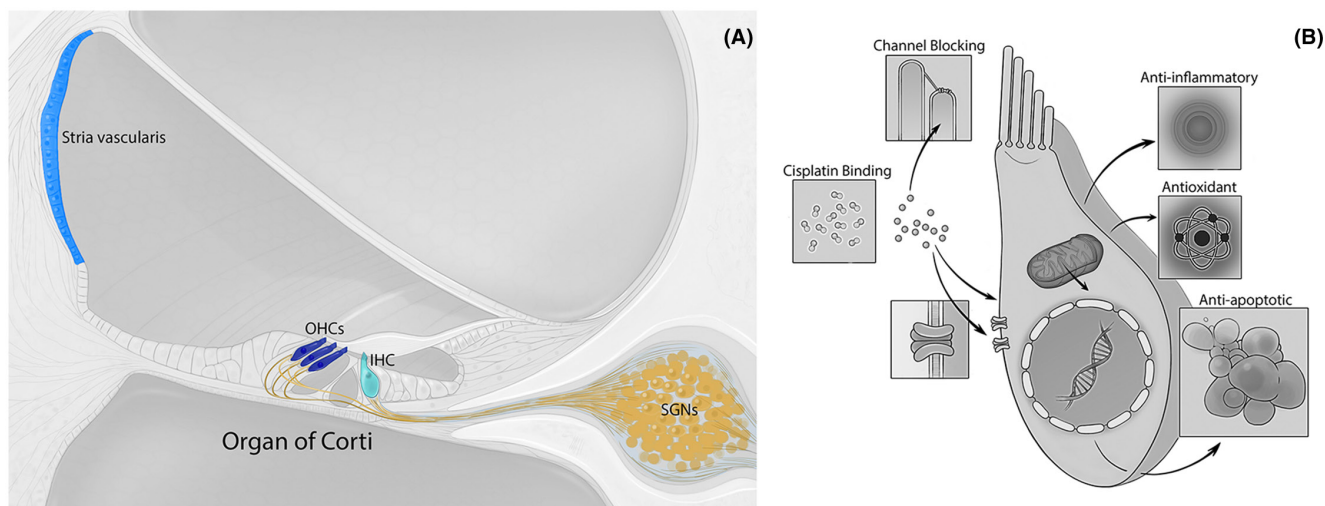 (A)
Stria vascularis
OHCs
IHC
SGNs
Organ of Corti
(B)
Channel Blocking
Anti-inflammatory
Cisplatin Binding
Antioxidant
Anti-apoptotic